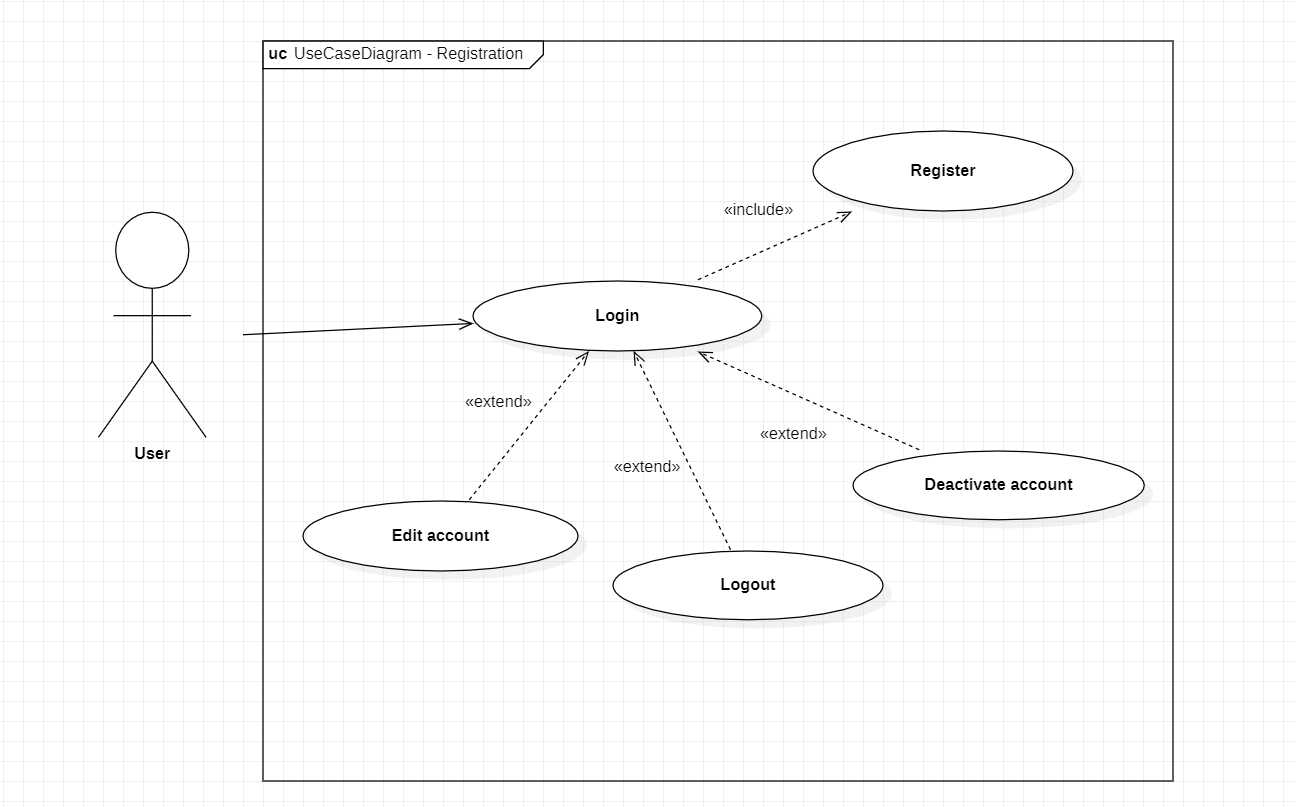 uc UseCaseDiagram - Registration
Register
«include»
Login
«extend»
«extend»
«extend»
User
Deactivate account
Edit account
Logout